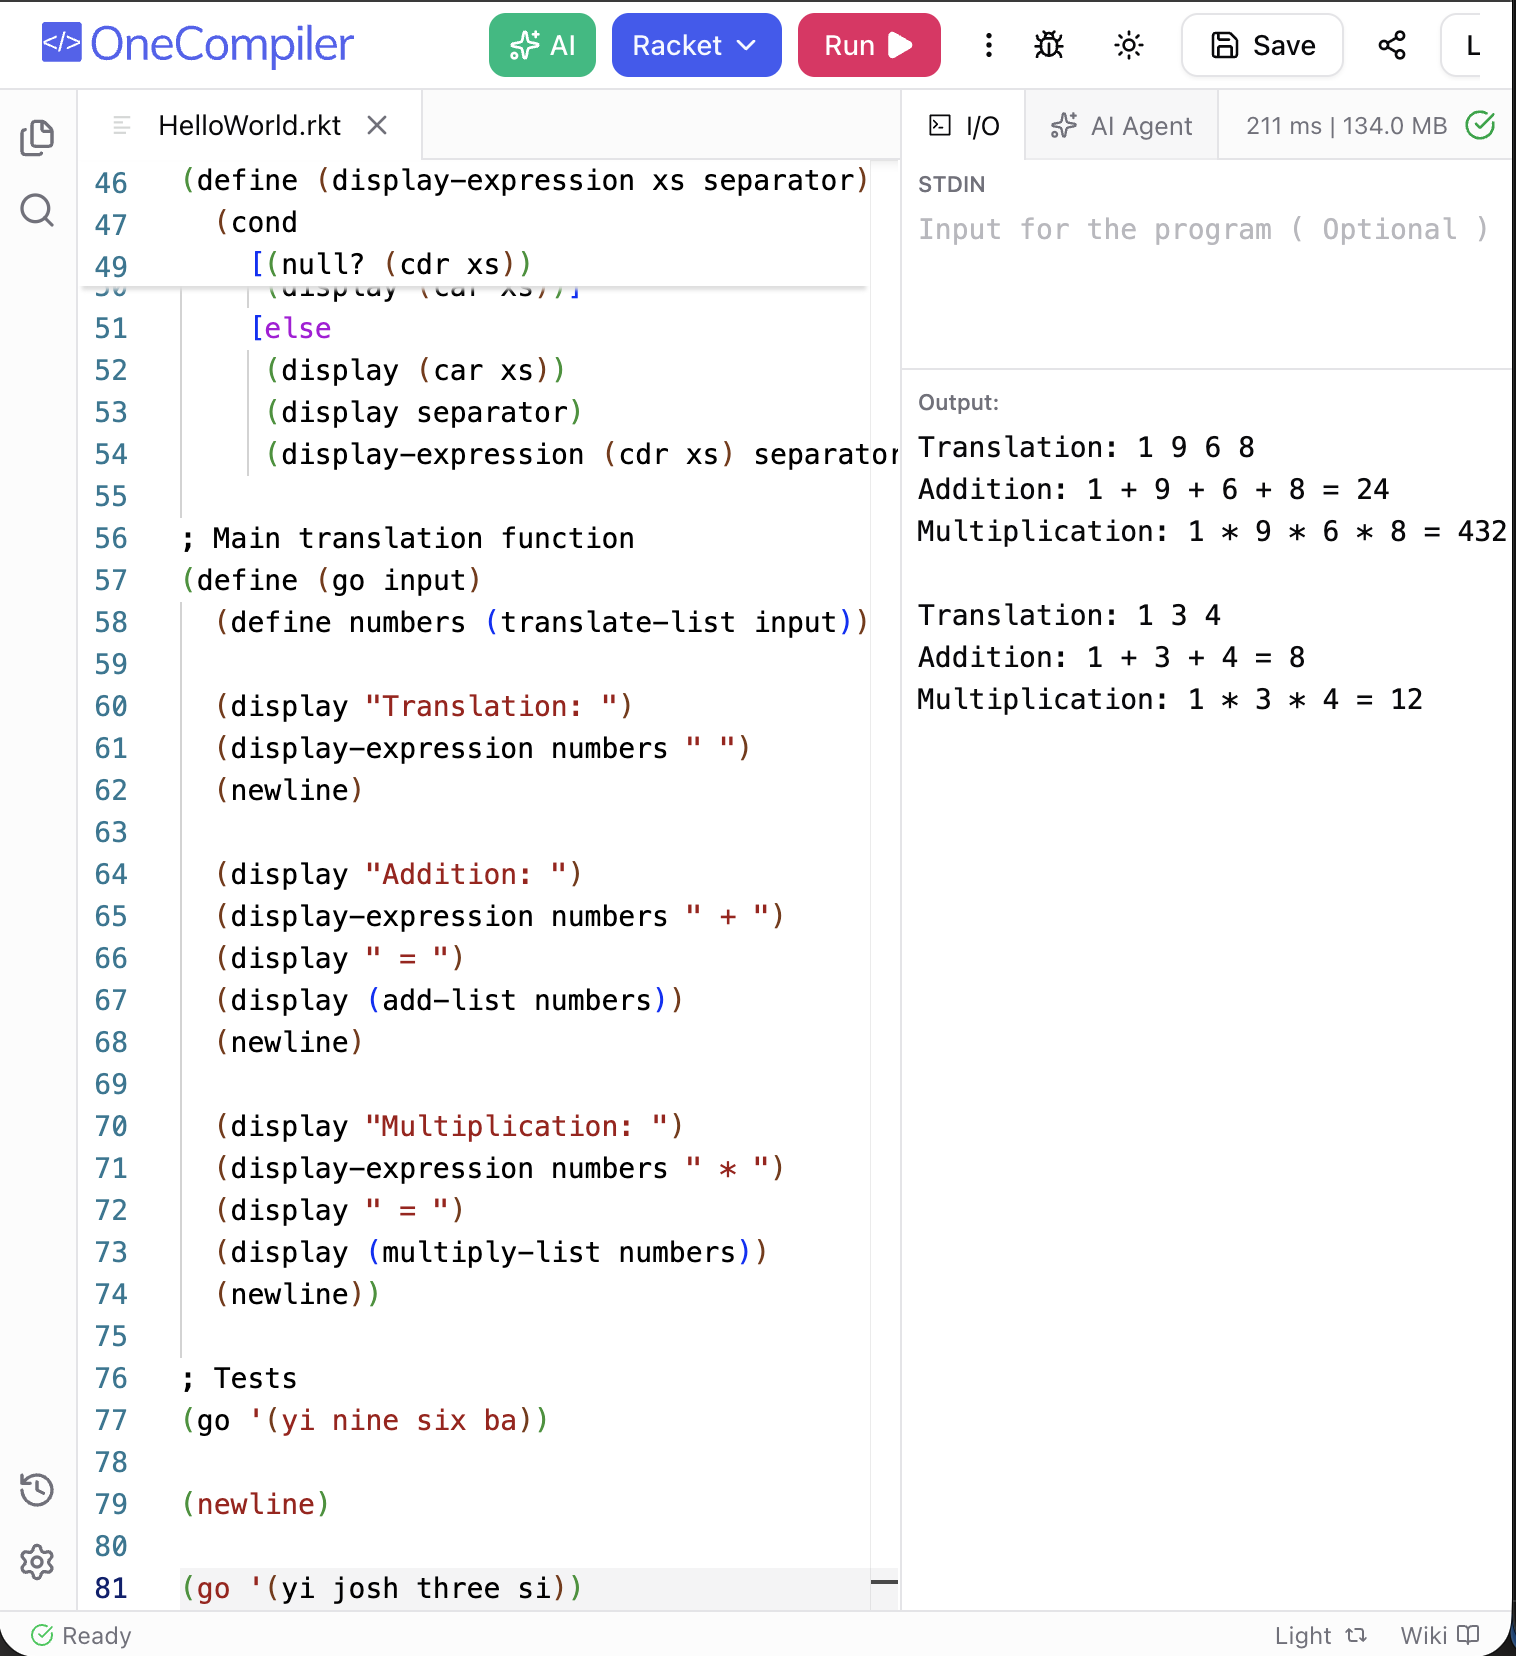 </> OneCompiler
AI
Racket
Run
Save
L
HelloWorld.rkt
I/O
AI Agent
211 ms | 134.0 MB
46 (define (display-expression xs separator)
47   (cond
49     [(null? (cdr xs))
50      (display (car xs))]
51     [else
52      (display (car xs))
53      (display separator)
54      (display-expression (cdr xs) separator
55
56 ; Main translation function
57 (define (go input)
58   (define numbers (translate-list input))
59
60   (display "Translation: ")
61   (display-expression numbers " ")
62   (newline)
63
64   (display "Addition: ")
65   (display-expression numbers " + ")
66   (display " = ")
67   (display (add-list numbers))
68   (newline)
69
70   (display "Multiplication: ")
71   (display-expression numbers " * ")
72   (display " = ")
73   (display (multiply-list numbers))
74   (newline))
75
76 ; Tests
77 (go '(yi nine six ba))
78
79 (newline)
80
81 (go '(yi josh three si))
STDIN
Input for the program ( Optional )
Output:
Translation: 1 9 6 8
Addition: 1 + 9 + 6 + 8 = 24
Multiplication: 1 * 9 * 6 * 8 = 432
Translation: 1 3 4
Addition: 1 + 3 + 4 = 8
Multiplication: 1 * 3 * 4 = 12
Ready
Light
Wiki